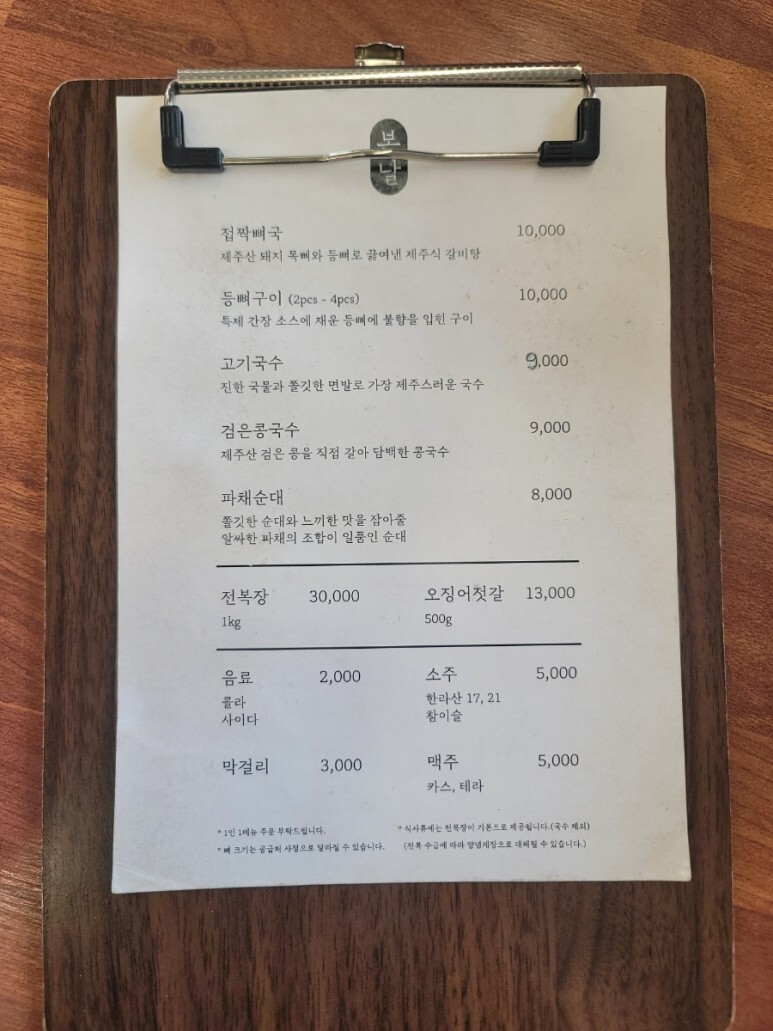 본
날
접짝뼈국 10,000
제주산 돼지 목뼈와 등뼈로 끓여낸 제주식 갈비탕
등뼈구이 (2pcs - 4pcs) 10,000
특제 간장 소스에 재운 등뼈에 불향을 입힌 구이
고기국수 9,000
진한 국물과 쫄깃한 면발로 가장 제주스러운 국수
검은콩국수 9,000
제주산 검은 콩을 직접 갈아 담백한 콩국수
파채순대 8,000
쫄깃한 순대와 느끼한 맛을 잡아줄
알싸한 파채의 조합이 일품인 순대
전복장 30,000
1kg
오징어젓갈 13,000
500g
음료 2,000
콜라
사이다
소주 5,000
한라산 17, 21
참이슬
막걸리 3,000
맥주 5,000
카스, 테라
* 1인 1메뉴 주문 부탁드립니다.
* 뼈 크기는 공급처 사정으로 달라질 수 있습니다.
* 식사류에는 전복장이 기본으로 제공됩니다.(국수 제외)
(전복 수급에 따라 양념게장으로 대체될 수 있습니다.)